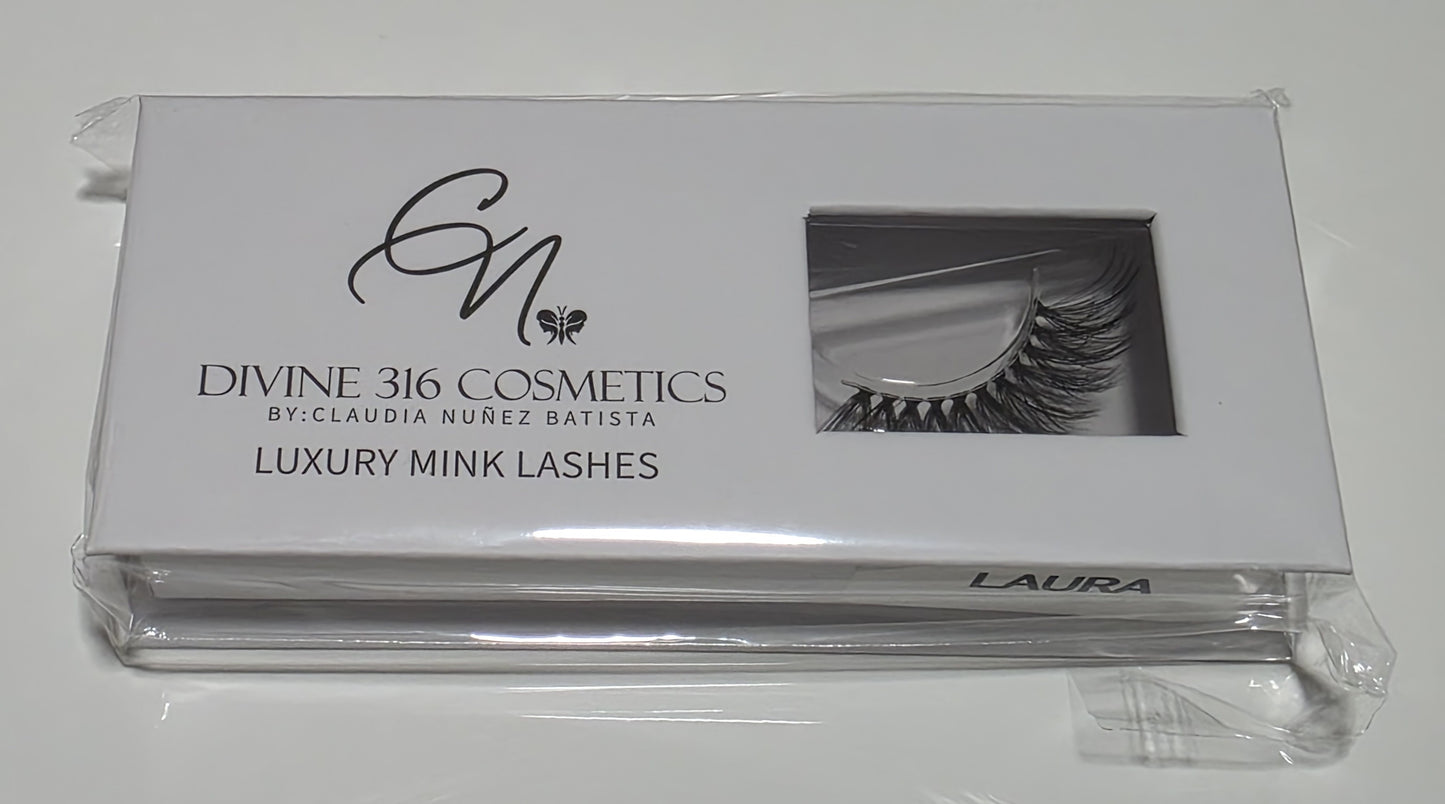 CN
DIVINE 316 COSMETICS
BY:CLAUDIA NUÑEZ BATISTA
LUXURY MINK LASHES
LAURA